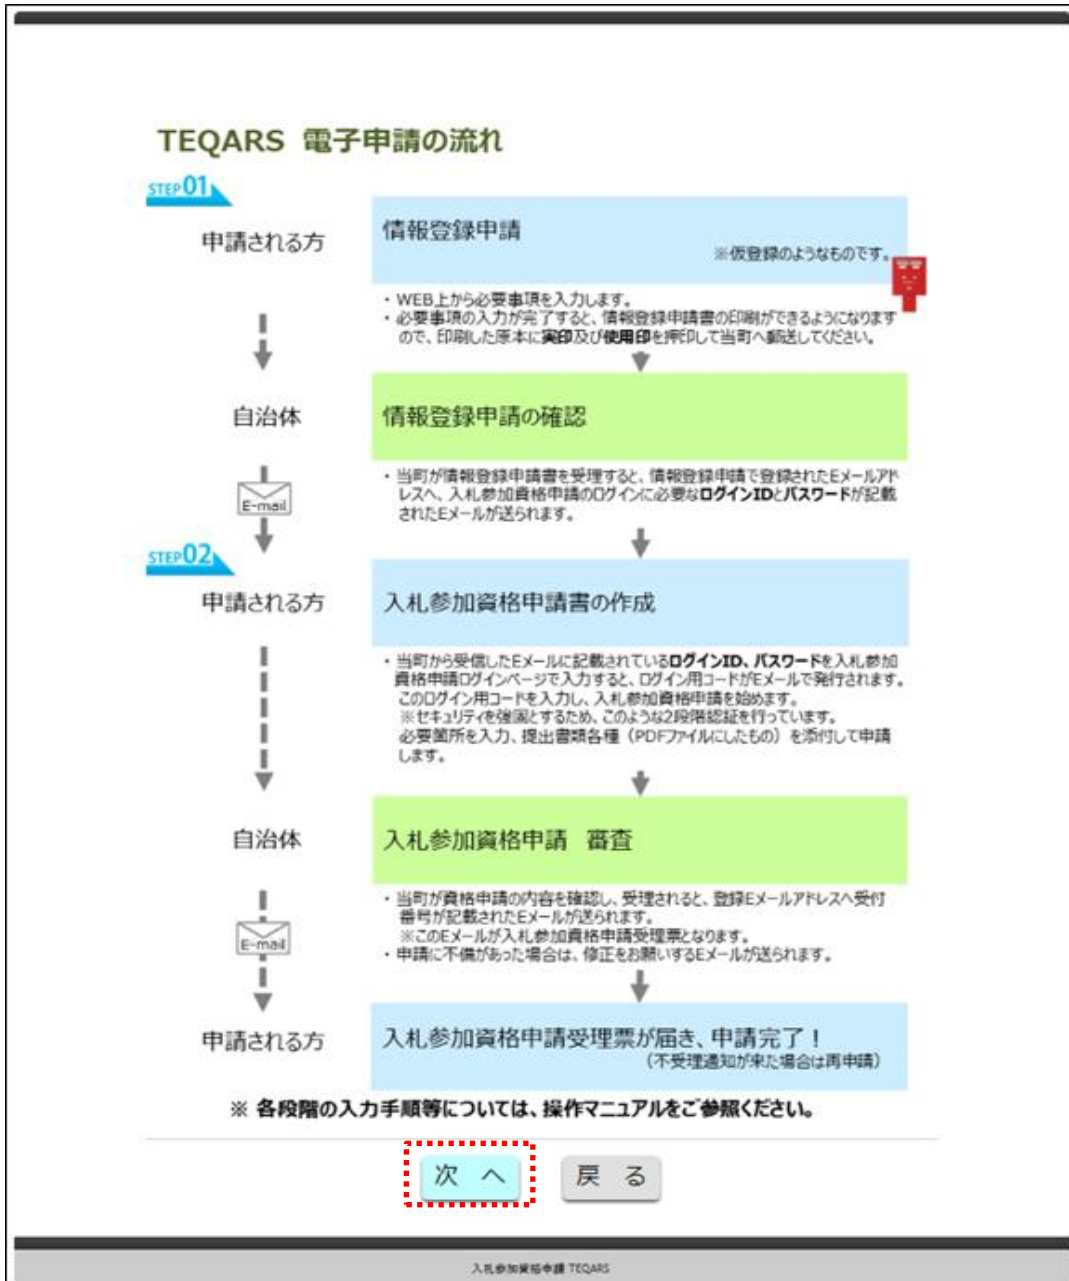 TEQARS 電子申請の流れ
STEP01
申請される方
情報登録申請
※仮登録のようなものです。
・WEB上から必要事項を入力します。
・必要事項の入力が完了すると、情報登録申請書の印刷ができるようになります
ので、印刷した原本に実印及び使用印を押印して当町へ郵送してください。
自治体
情報登録申請の確認
E-mail
・当町が情報登録申請書を受理すると、情報登録申請で登録されたEメールアド
レスへ、入札参加資格申請のログインに必要なログインIDとパスワードが記載
されたEメールが送られます。
STEP02
申請される方
入札参加資格申請書の作成
・当町から受信したEメールに記載されているログインID、パスワードを入札参加
資格申請ログインページで入力すると、ログイン用コードがEメールで発行されます。
このログイン用コードを入力し、入札参加資格申請を始めます。
※セキュリティを強固とするため、このような2段階認証を行っています。
必要箇所を入力、提出書類各種（PDFファイルにしたもの）を添付して申請
します。
自治体
入札参加資格申請　審査
E-mail
・当町が資格申請の内容を確認し、受理されると、登録Eメールアドレスへ受付
番号が記載されたEメールが送られます。
※このEメールが入札参加資格申請受理票となります。
・申請に不備があった場合は、修正をお願いするEメールが送られます。
申請される方
入札参加資格申請受理票が届き、申請完了！
（不受理通知が来た場合は再申請）
※ 各段階の入力手順等については、操作マニュアルをご参照ください。
次　へ
戻　る
入札参加資格申請 TEQARS